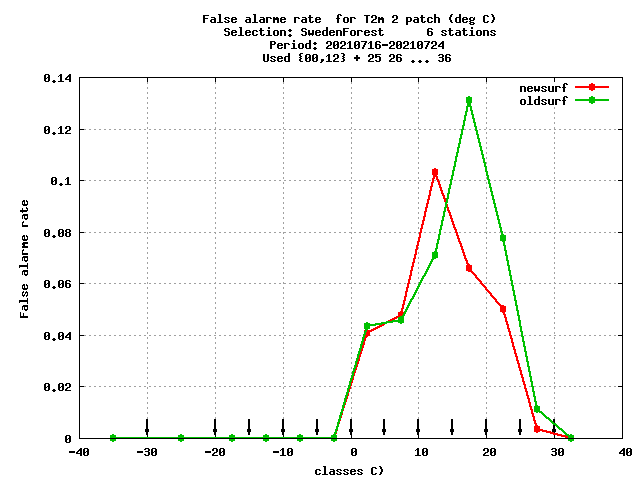 False alarme rate  for T2m 2 patch (deg C)
Selection: SwedenForest      6 stations
Period: 20210716-20210724
Used {00,12} + 25 26 ... 36
0.14
0.12
0.1
0.08
0.06
0.04
0.02
0
False alarme rate
newsurf
oldsurf
-40 -30 -20 -10 0 10 20 30 40
classes C)